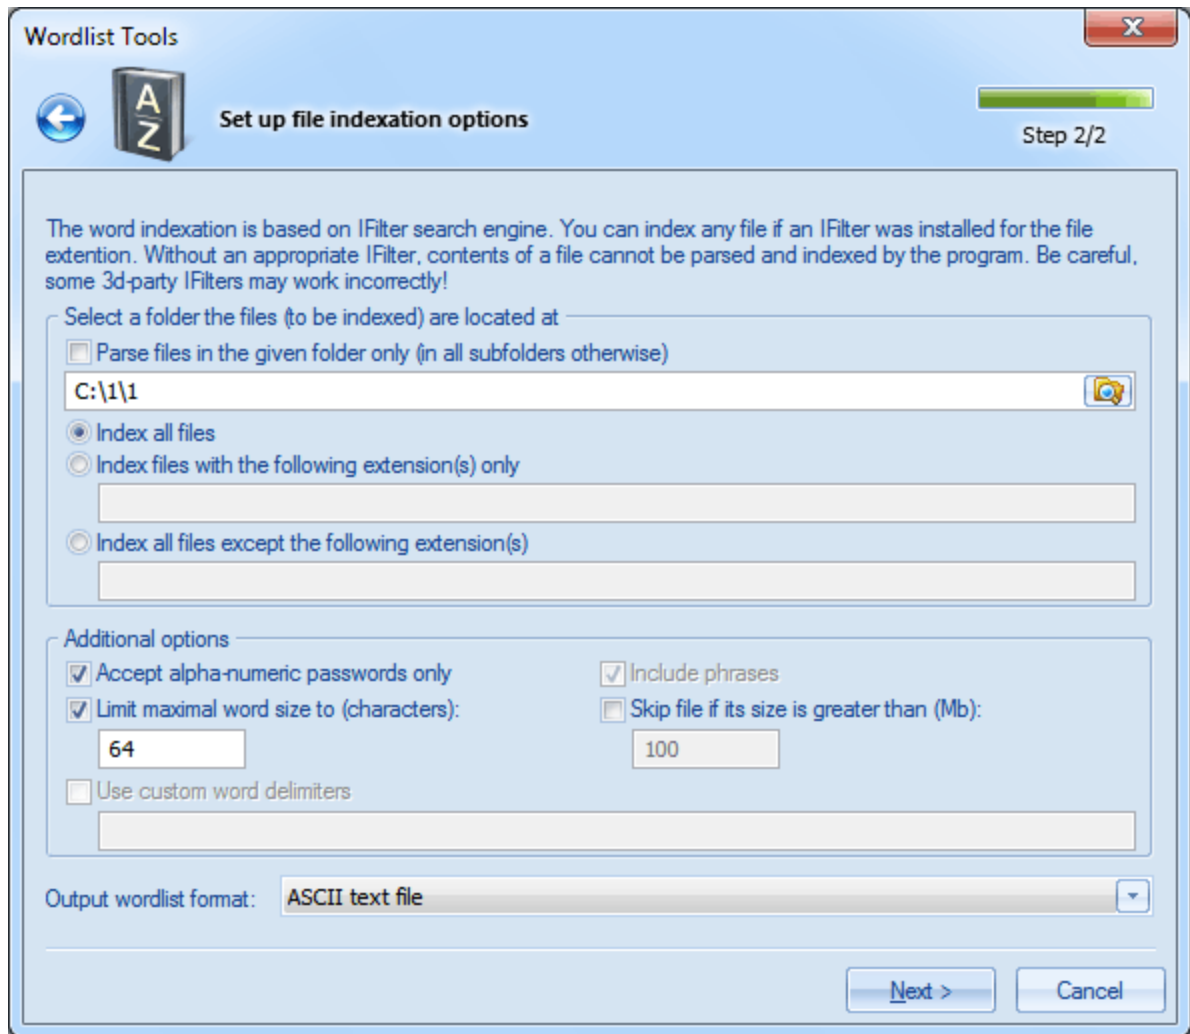 Wordlist Tools
A
Z
Set up file indexation options
Step 2/2
The word indexation is based on IFilter search engine. You can index any file if an IFilter was installed for the file
extention. Without an appropriate IFilter, contents of a file cannot be parsed and indexed by the program. Be careful,
some 3d-party IFilters may work incorrectly!
Select a folder the files (to be indexed) are located at
Parse files in the given folder only (in all subfolders otherwise)
C:\1\1
Index all files
Index files with the following extension(s) only
Index all files except the following extension(s)
Additional options
Accept alpha-numeric passwords only
Include phrases
Limit maximal word size to (characters):
Skip file if its size is greater than (Mb):
64
100
Use custom word delimiters
Output wordlist format:
ASCII text file
Next >
Cancel